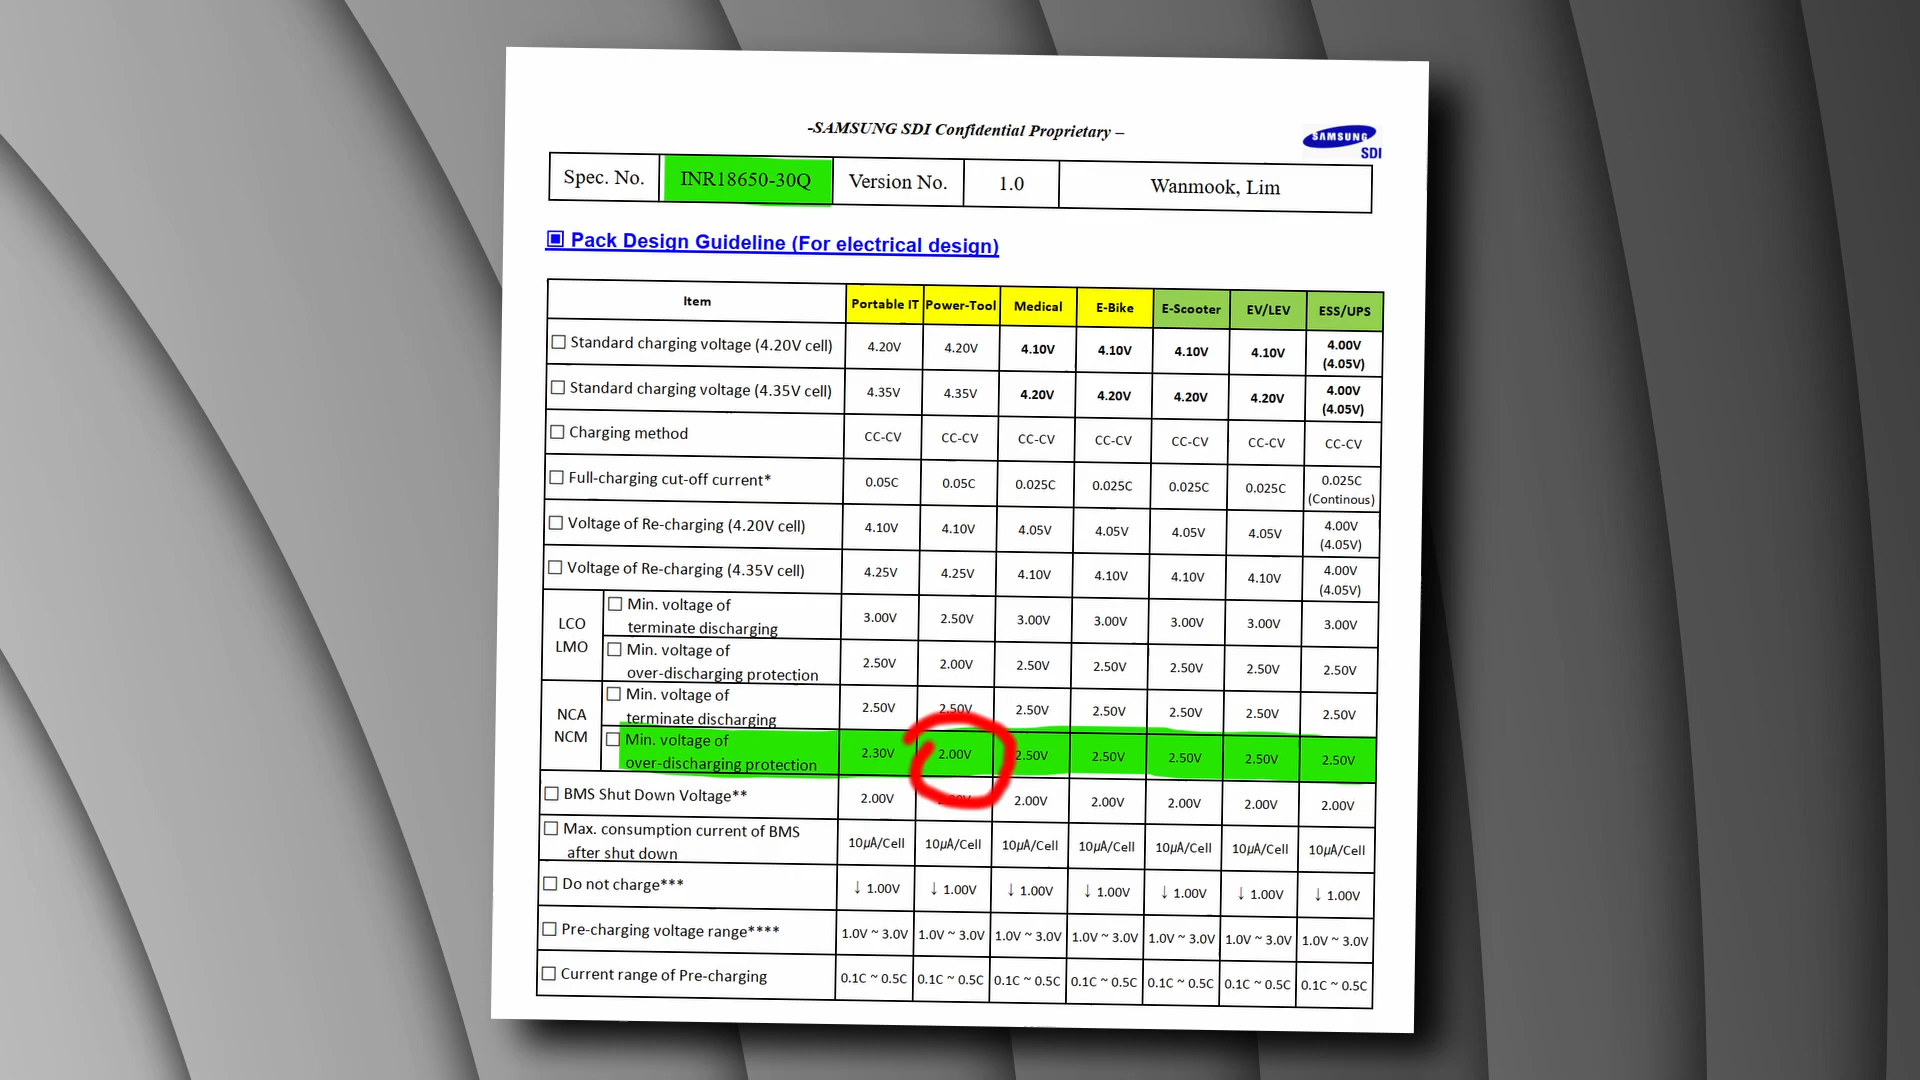 -SAMSUNG SDI Confidential Proprietary –
SAMSUNG
SDI
Spec. No. INR18650-30Q Version No. 1.0 Wanmook, Lim
Pack Design Guideline (For electrical design)
Item Portable IT Power-Tool Medical E-Bike E-Scooter EV/LEV ESS/UPS
Standard charging voltage (4.20V cell) 4.20V 4.20V 4.10V 4.10V 4.10V 4.10V 4.00V
(4.05V)
Standard charging voltage (4.35V cell) 4.35V 4.35V 4.20V 4.20V 4.20V 4.20V 4.00V
(4.05V)
Charging method CC-CV CC-CV CC-CV CC-CV CC-CV CC-CV CC-CV
Full-charging cut-off current* 0.05C 0.05C 0.025C 0.025C 0.025C 0.025C 0.025C
(Continous)
Voltage of Re-charging (4.20V cell) 4.10V 4.10V 4.05V 4.05V 4.05V 4.05V 4.00V
(4.05V)
Voltage of Re-charging (4.35V cell) 4.25V 4.25V 4.10V 4.10V 4.10V 4.10V 4.00V
(4.05V)
LCO
LMO
Min. voltage of
terminate discharging 3.00V 2.50V 3.00V 3.00V 3.00V 3.00V 3.00V
Min. voltage of
over-discharging protection 2.50V 2.00V 2.50V 2.50V 2.50V 2.50V 2.50V
NCA
NCM
Min. voltage of
terminate discharging 2.50V 2.50V 2.50V 2.50V 2.50V 2.50V 2.50V
Min. voltage of
over-discharging protection 2.30V 2.00V 2.50V 2.50V 2.50V 2.50V 2.50V
BMS Shut Down Voltage** 2.00V 2.00V 2.00V 2.00V 2.00V 2.00V
Max. consumption current of BMS
after shut down 10μA/Cell 10μA/Cell 10μA/Cell 10μA/Cell 10μA/Cell 10μA/Cell 10μA/Cell
Do not charge*** ↓ 1.00V ↓ 1.00V ↓ 1.00V ↓ 1.00V ↓ 1.00V ↓ 1.00V ↓ 1.00V
Pre-charging voltage range**** 1.0V ~ 3.0V 1.0V ~ 3.0V 1.0V ~ 3.0V 1.0V ~ 3.0V 1.0V ~ 3.0V 1.0V ~ 3.0V 1.0V ~ 3.0V
Current range of Pre-charging 0.1C ~ 0.5C 0.1C ~ 0.5C 0.1C ~ 0.5C 0.1C ~ 0.5C 0.1C ~ 0.5C 0.1C ~ 0.5C 0.1C ~ 0.5C